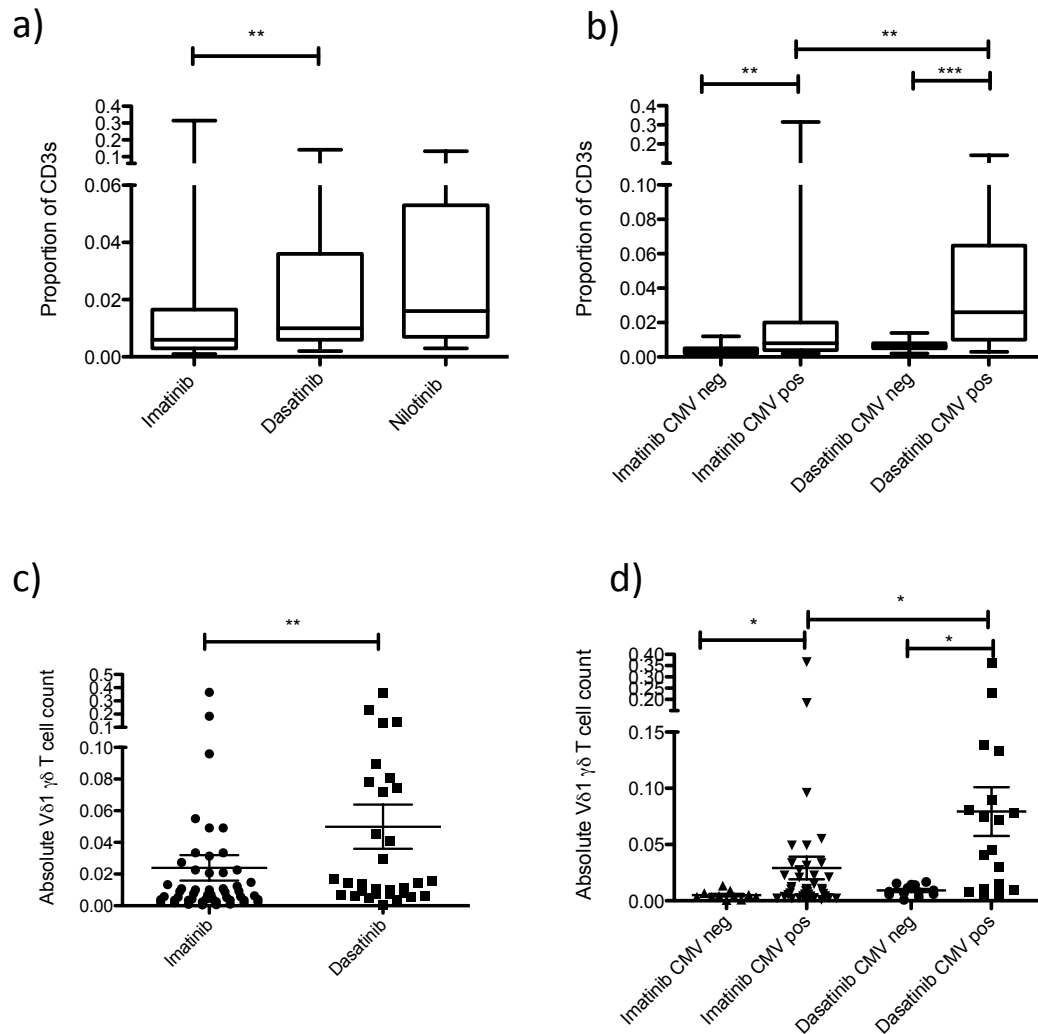 a)
**
Proportion of CD3s
0.4
0.3
0.2
0.1
0.06
0.04
0.02
0.00
Imatinib
Dasatinib
Nilotinib
b)
**
**
***
Proportion of CD3s
0.4
0.3
0.2
0.10
0.08
0.06
0.04
0.02
0.00
Imatinib CMV neg
Imatinib CMV pos
Dasatinib CMV neg
Dasatinib CMV pos
c)
**
Absolute Vδ1 γδ T cell count
0.5
0.4
0.3
0.2
0.1
0.10
0.08
0.06
0.04
0.02
0.00
Imatinib
Dasatinib
d)
*
*
*
Absolute Vδ1 γδ T cell count
0.40
0.35
0.30
0.25
0.20
0.15
0.10
0.05
0.00
Imatinib CMV neg
Imatinib CMV pos
Dasatinib CMV neg
Dasatinib CMV pos